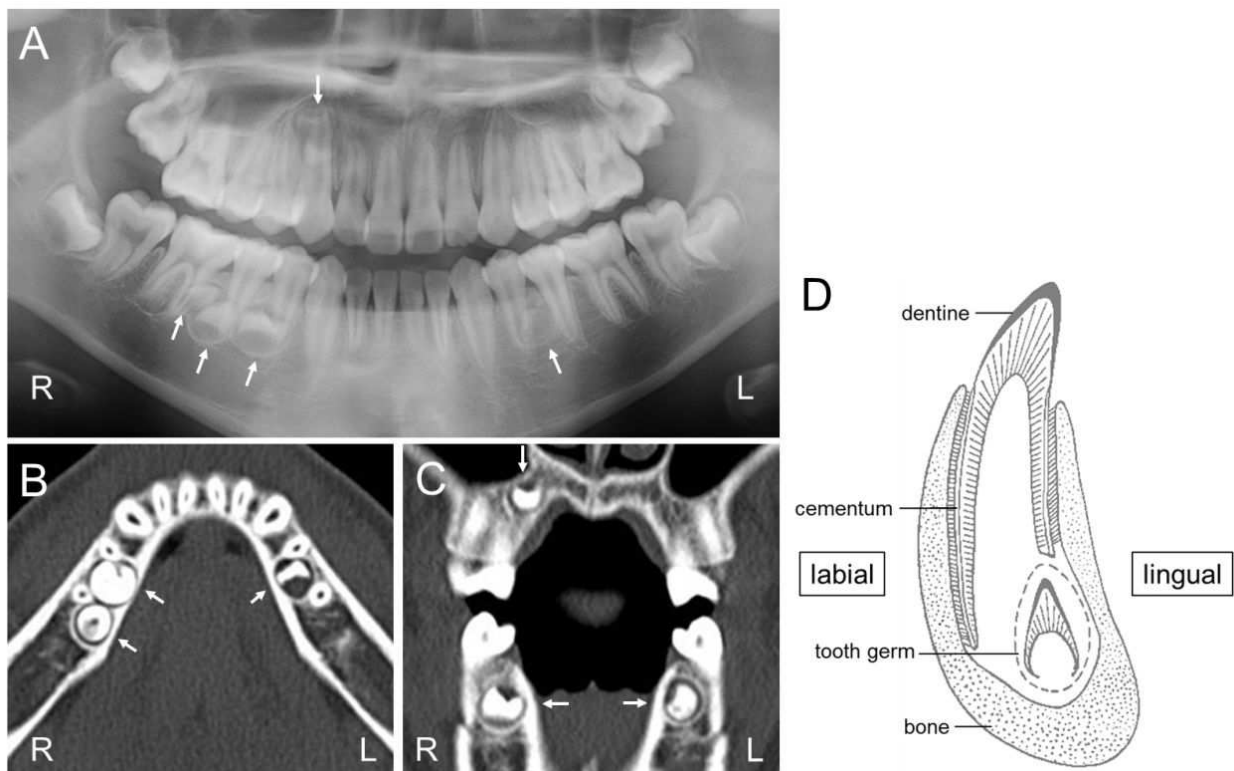 A
R
L
B
R
L
C
R
L
D
dentine
cementum
labial
lingual
tooth germ
bone